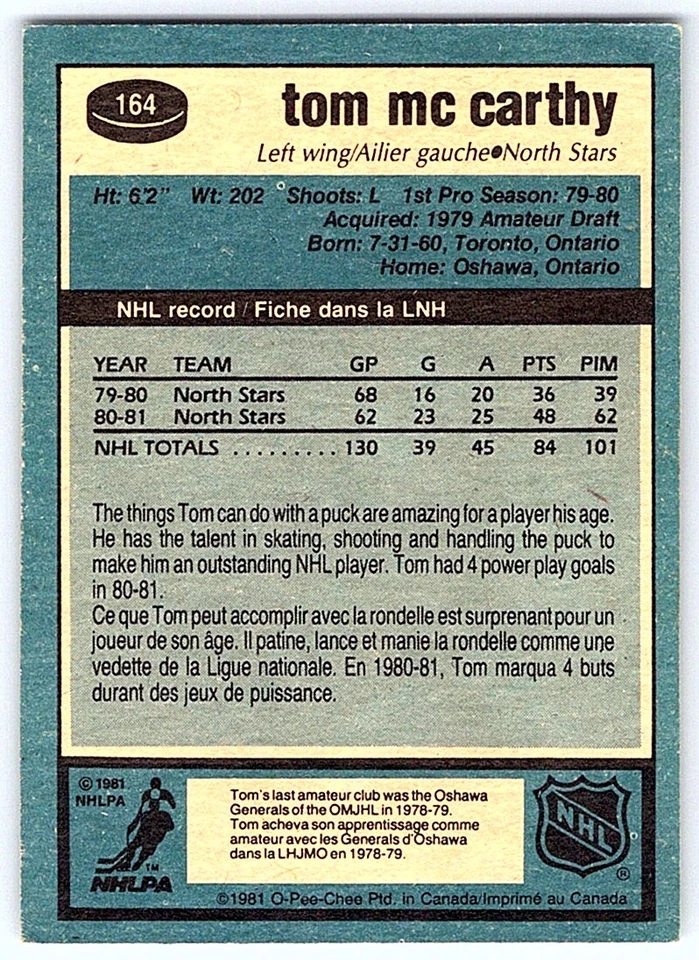 164
tom mc carthy
Left wing/Ailier gauche●North Stars
Ht: 6'2" Wt: 202 Shoots: L 1st Pro Season: 79-80
Acquired: 1979 Amateur Draft
Born: 7-31-60, Toronto, Ontario
Home: Oshawa, Ontario
NHL record / Fiche dans la LNH
YEAR TEAM GP G A PTS PIM
79-80 North Stars 68 16 20 36 39
80-81 North Stars 62 23 25 48 62
NHL TOTALS ......... 130 39 45 84 101
The things Tom can do with a puck are amazing for a player his age.
He has the talent in skating, shooting and handling the puck to
make him an outstanding NHL player. Tom had 4 power play goals
in 80-81.
Ce que Tom peut accomplir avec la rondelle est surprenant pour un
joueur de son âge. Il patine, lance et manie la rondelle comme une
vedette de la Ligue nationale. En 1980-81, Tom marqua 4 buts
durant des jeux de puissance.
© 1981
NHLPA
TM
NHLPA
Tom's last amateur club was the Oshawa
Generals of the OMJHL in 1978-79.
Tom acheva son apprentissage comme
amateur avec les Generals d'Oshawa
dans la LHJMO en 1978-79.
NHL
®
©1981 O-Pee-Chee Ptd. in Canada/Imprimé au Canada